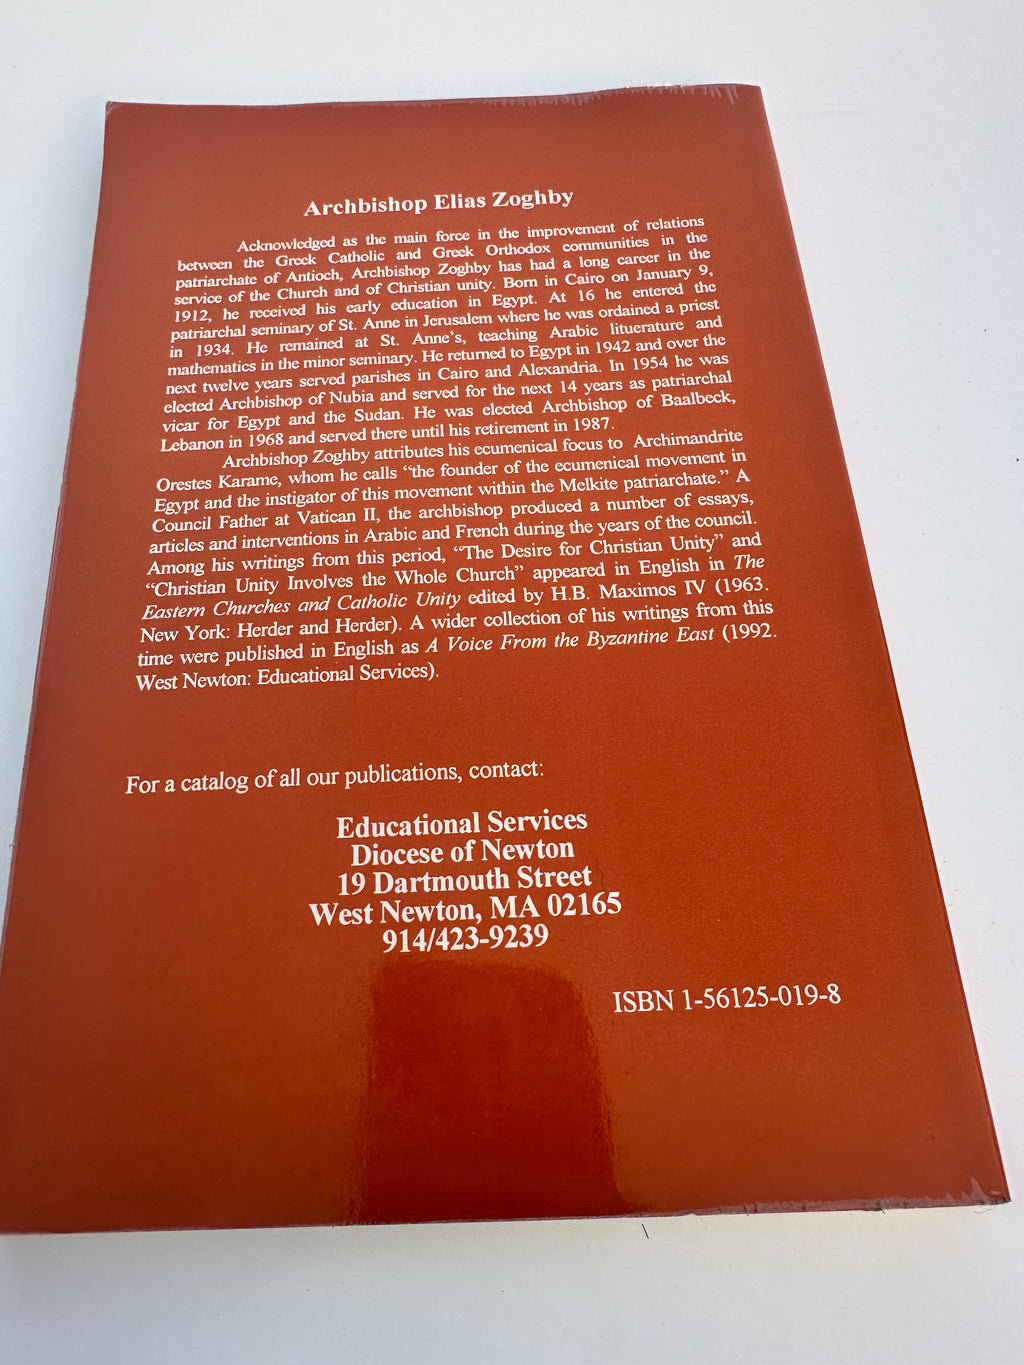 Archbishop Elias Zoghby
Acknowledged as the main force in the improvement of relations
between the Greek Catholic and Greek Orthodox communities in the
patriarchate of Antioch, Archbishop Zoghby has had a long career in the
service of the Church and of Christian unity. Born in Cairo on January 9,
1912, he received his early education in Egypt. At 16 he entered the
patriarchal seminary of St. Anne in Jerusalem where he was ordained a priest
in 1934. He remained at St. Anne's, teaching Arabic lituerature and
mathematics in the minor seminary. He returned to Egypt in 1942 and over the
next twelve years served parishes in Cairo and Alexandria. In 1954 he was
elected Archbishop of Nubia and served for the next 14 years as patriarchal
vicar for Egypt and the Sudan. He was elected Archbishop of Baalbeck,
Lebanon in 1968 and served there until his retirement in 1987.
Archbishop Zoghby attributes his ecumenical focus to Archimandrite
Orestes Karame, whom he calls “the founder of the ecumenical movement in
Egypt and the instigator of this movement within the Melkite patriarchate.” A
Council Father at Vatican II, the archbishop produced a number of essays,
articles and interventions in Arabic and French during the years of the council.
Among his writings from this period, “The Desire for Christian Unity” and
“Christian Unity Involves the Whole Church” appeared in English in The
Eastern Churches and Catholic Unity edited by H.B. Maximos IV (1963.
New York: Herder and Herder). A wider collection of his writings from this
time were published in English as A Voice From the Byzantine East (1992.
West Newton: Educational Services).
For a catalog of all our publications, contact:
Educational Services
Diocese of Newton
19 Dartmouth Street
West Newton, MA 02165
914/423-9239
ISBN 1-56125-019-8